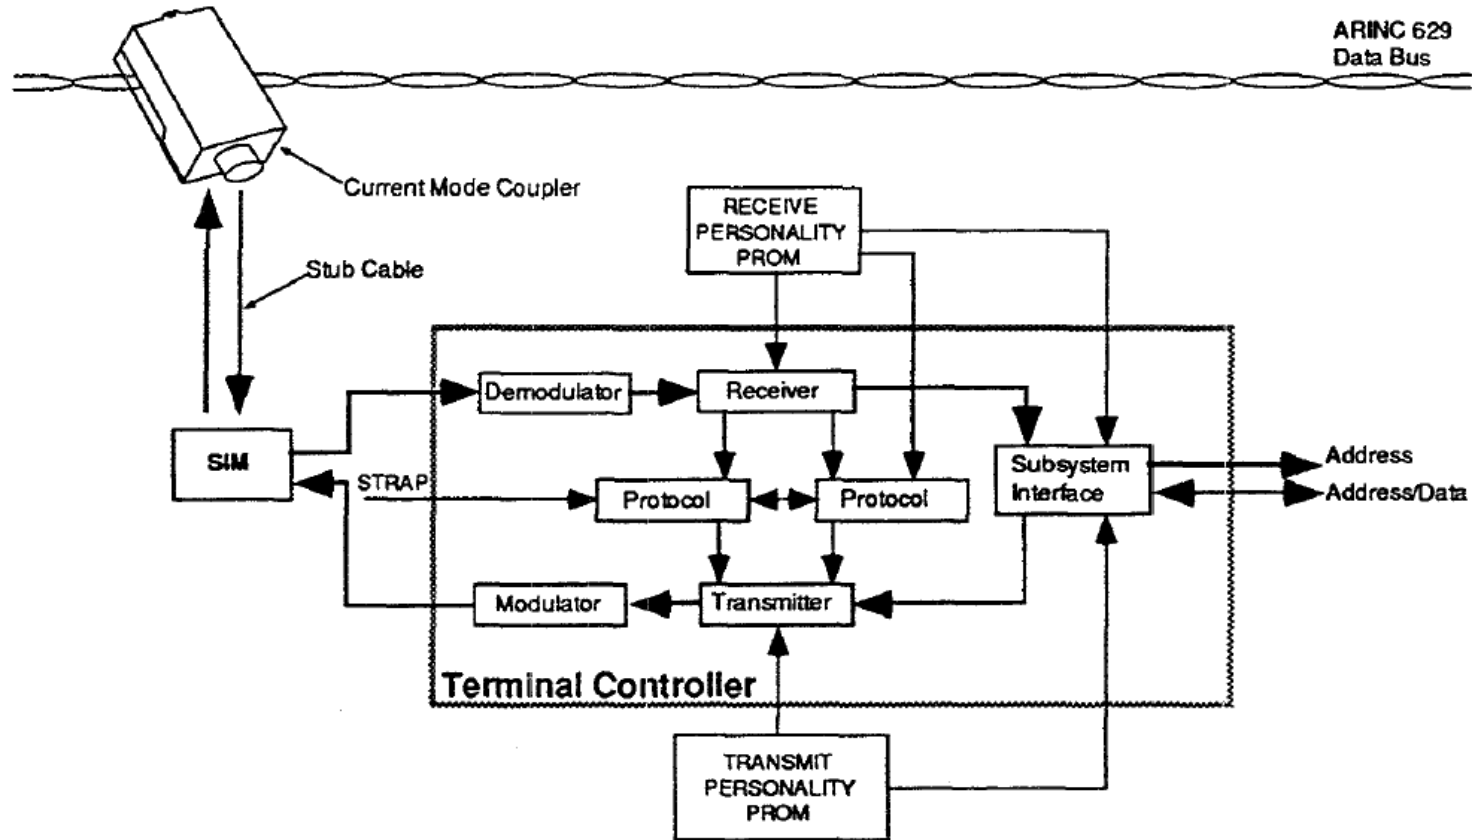 ARINC 629
Data Bus
Current Mode Coupler
RECEIVE
PERSONALITY
PROM
Stub Cable
Demodulator
Receiver
SIM
Subsystem
Interface
Address
STRAP
Protocol
Protocol
Address/Data
Modulator
Transmitter
Terminal Controller
TRANSMIT
PERSONALITY
PROM